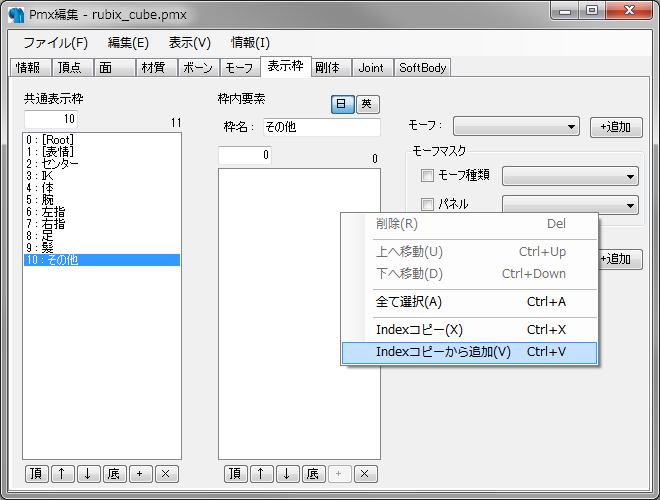 Pmx編集 - rubix_cube.pmx
ファイル(F) 編集(E) 表示(V) 情報(I)
情報 頂点 面 材質 ボーン モーフ 表示枠 剛体 Joint SoftBody
共通表示枠
10 11
0 : [Root]
1 : [表情]
2 : センター
3 : IK
4 : 体
5 : 腕
6 : 左指
7 : 右指
8 : 足
9 : 髪
10 : その他
頂 ↑ ↓ 底 + ×
枠内要素 日 英
枠名 : その他
0 0
頂 ↑ ↓ 底 + ×
モーフ : +追加
モーフマスク
モーフ種類
パネル
+追加
削除(R) Del
上へ移動(U) Ctrl+Up
下へ移動(D) Ctrl+Down
全て選択(A) Ctrl+A
Indexコピー(X) Ctrl+X
Indexコピーから追加(V) Ctrl+V